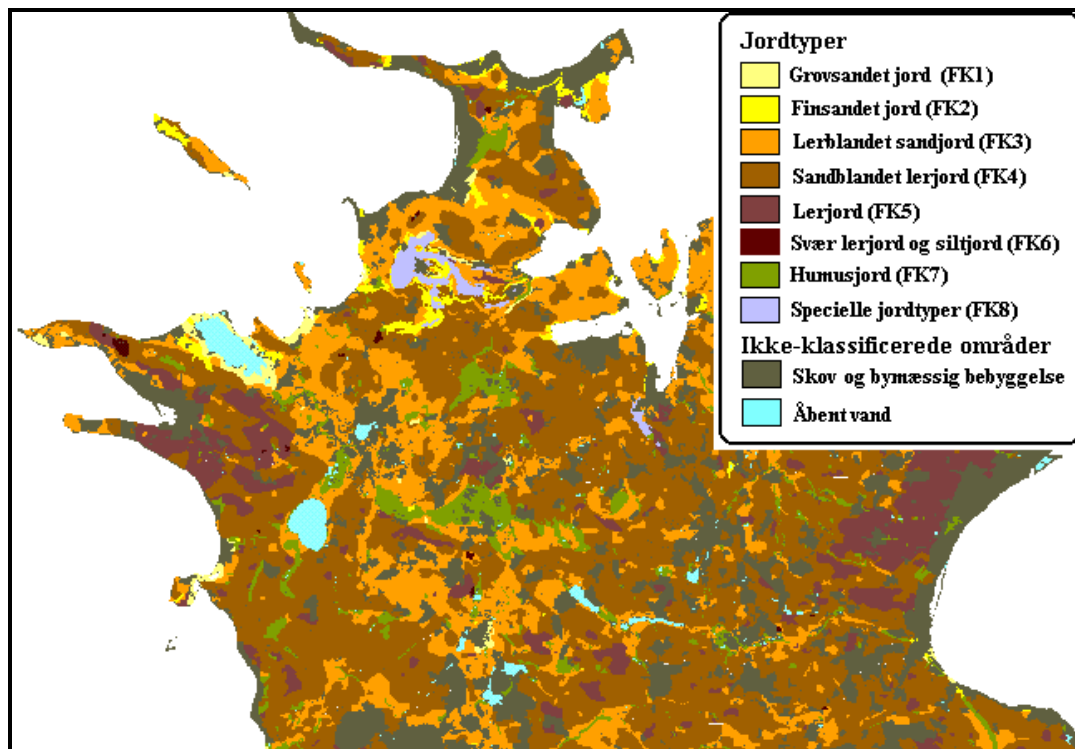 Jordtyper
Grovsandet jord (FK1)
Finsandet jord (FK2)
Lerblandet sandjord (FK3)
Sandblandet lerjord (FK4)
Lerjord (FK5)
Svær lerjord og siltjord (FK6)
Humusjord (FK7)
Specielle jordtyper (FK8)
Ikke-klassificerede områder
Skov og bymæssig bebyggelse
Åbent vand